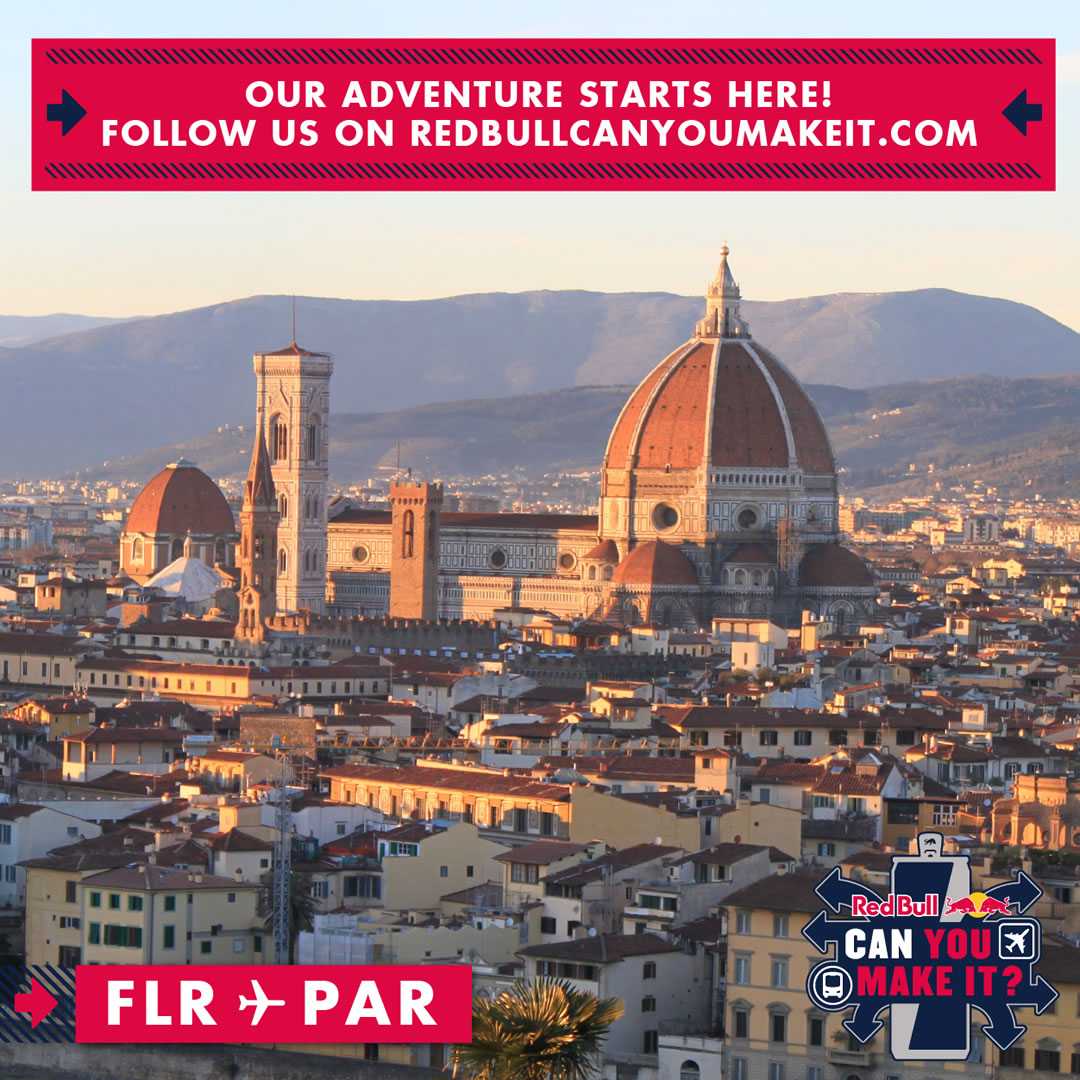 OUR ADVENTURE STARTS HERE!
FOLLOW US ON REDBULLCANYOUMAKEIT.COM
FLR PAR
Red Bull
CAN YOU
MAKE IT?